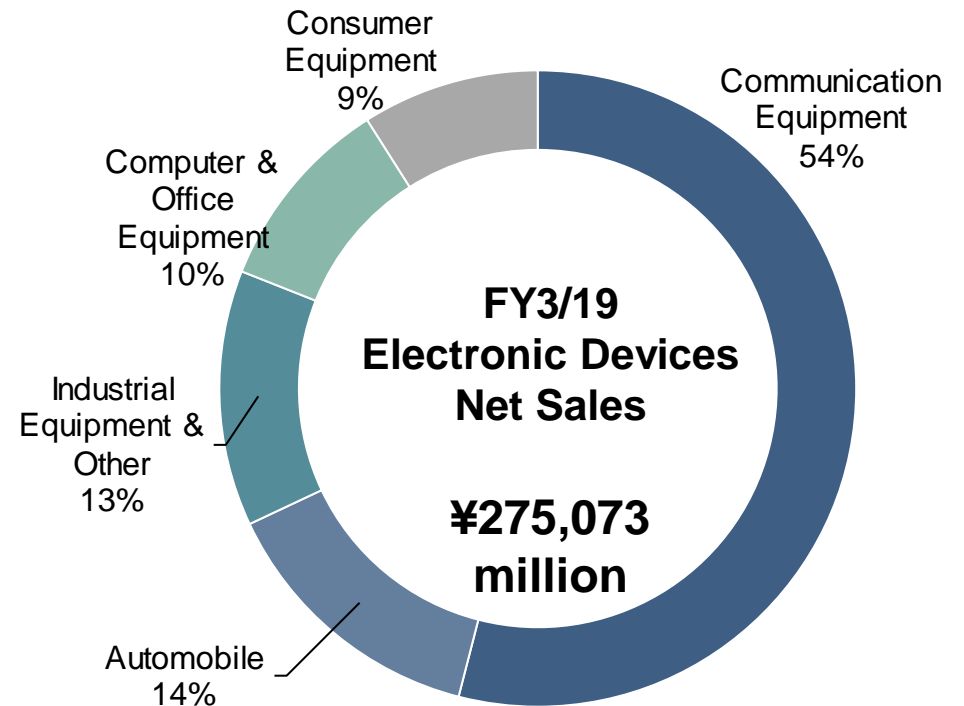 Consumer
Equipment
9%
Communication
Equipment
54%
Computer &
Office
Equipment
10%
FY3/19
Electronic Devices
Net Sales
¥275,073
million
Industrial
Equipment &
Other
13%
Automobile
14%